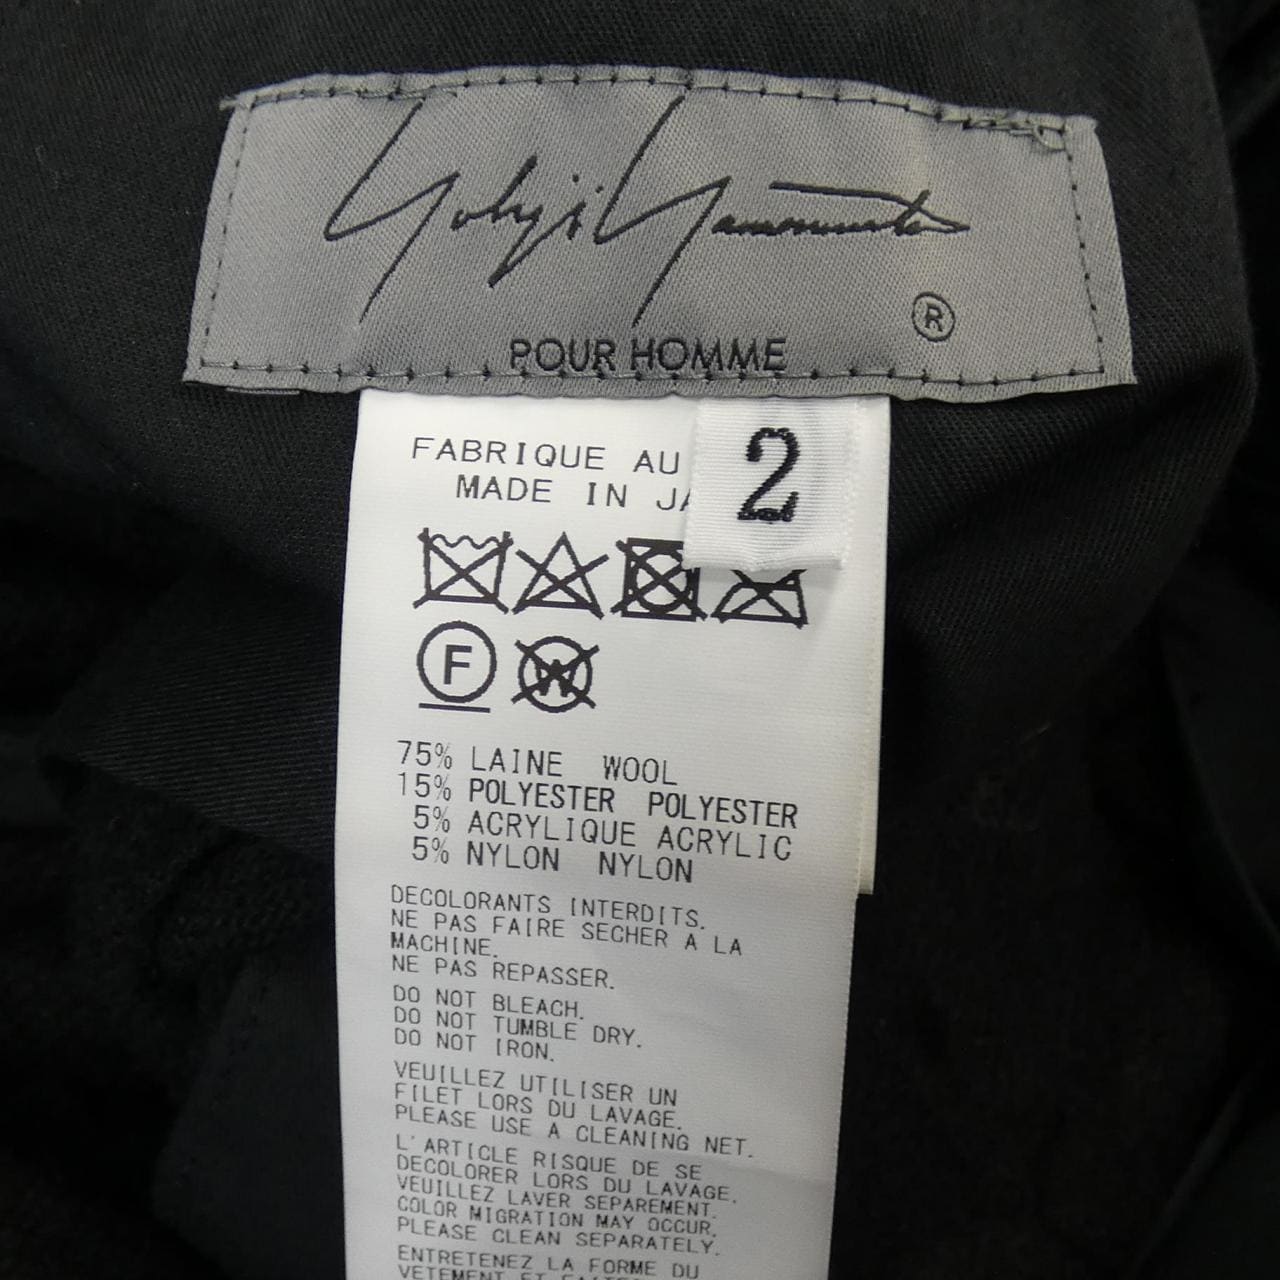 Yohji Yamamoto
®
POUR HOMME
2
FABRIQUE AU
MADE IN JA
F
W
75% LAINE WOOL
15% POLYESTER POLYESTER
5% ACRYLIQUE ACRYLIC
5% NYLON NYLON
DECOLORANTS INTERDITS.
NE PAS FAIRE SECHER A LA
MACHINE.
NE PAS REPASSER.
DO NOT BLEACH.
DO NOT TUMBLE DRY.
DO NOT IRON.
VEUILLEZ UTILISER UN
FILET LORS DU LAVAGE.
PLEASE USE A CLEANING NET.
L'ARTICLE RISQUE DE SE
DECOLORER LORS DU LAVAGE.
VEUILLEZ LAVER SEPAREMENT.
COLOR MIGRATION MAY OCCUR,
PLEASE CLEAN SEPARATELY.
ENTRETENEZ LA FORME DU
VETEMENT ET